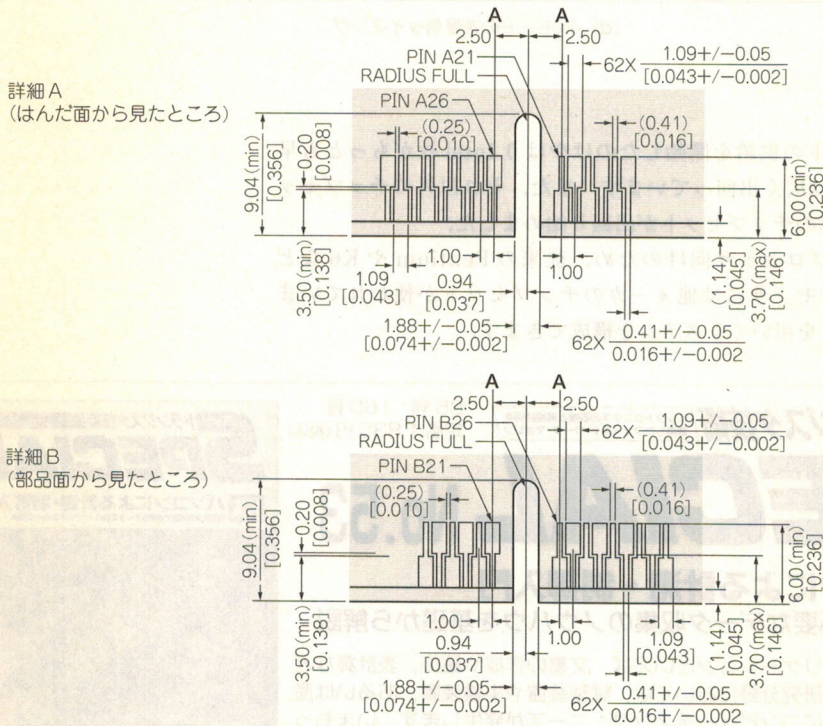 A A
2.50 2.50
PIN A21
RADIUS FULL
PIN A26
62X 1.09+/−0.05
[0.043+/−0.002]
詳細A
(はんだ面から見たところ)
9.04(min)
[0.356]
0.20
[0.008]
(0.25)
[0.010]
(0.41)
[0.016]
3.50(min)
[0.138]
1.00
1.09
[0.043]
0.94
[0.037]
1.00
1.88+/−0.05
[0.074+/−0.002]
62X 0.41+/−0.05
0.016+/−0.002
(1.14)
[0.045]
3.70(max)
[0.146]
6.00(min)
[0.236]
A A
2.50 2.50
PIN B26
RADIUS FULL
PIN B21
62X 1.09+/−0.05
[0.043+/−0.002]
詳細B
(部品面から見たところ)
9.04(min)
[0.356]
0.20
[0.008]
(0.25)
[0.010]
(0.41)
[0.016]
3.50(min)
[0.138]
1.00
0.94
[0.037]
1.00
1.09
[0.043]
1.88+/−0.05
[0.074+/−0.002]
62X 0.41+/−0.05
0.016+/−0.002
(1.14)
[0.045]
3.70(max)
[0.146]
6.00(min)
[0.236]